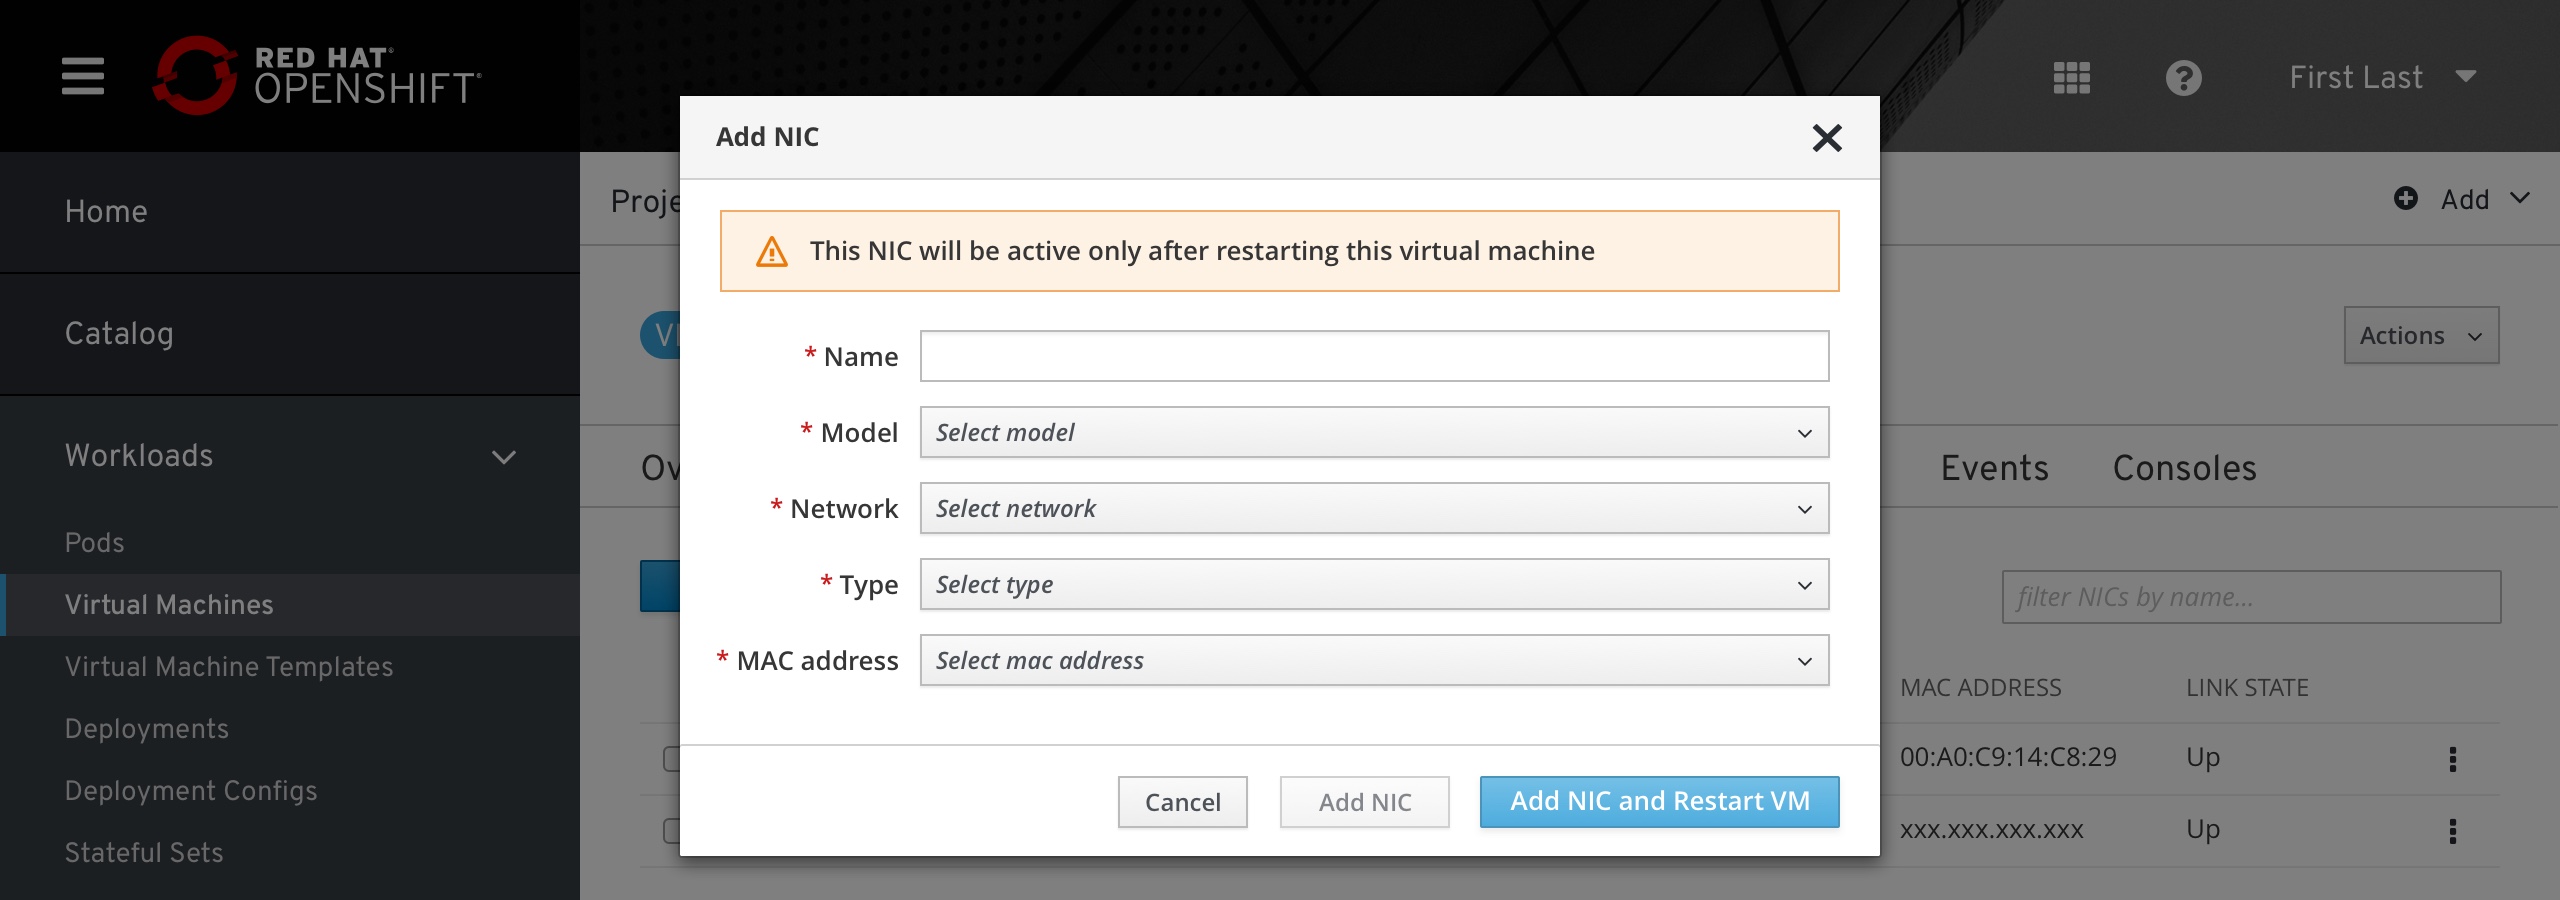 RED HAT®
OPENSHIFT®
First Last
Home
Catalog
Workloads
Pods
Virtual Machines
Virtual Machine Templates
Deployments
Deployment Configs
Stateful Sets
Add
Actions
Events
Consoles
filter NICs by name...
MAC ADDRESS
LINK STATE
00:A0:C9:14:C8:29
Up
xxx.xxx.xxx.xxx
Up
Add NIC
This NIC will be active only after restarting this virtual machine
* Name
* Model
Select model
* Network
Select network
* Type
Select type
* MAC address
Select mac address
Cancel
Add NIC
Add NIC and Restart VM